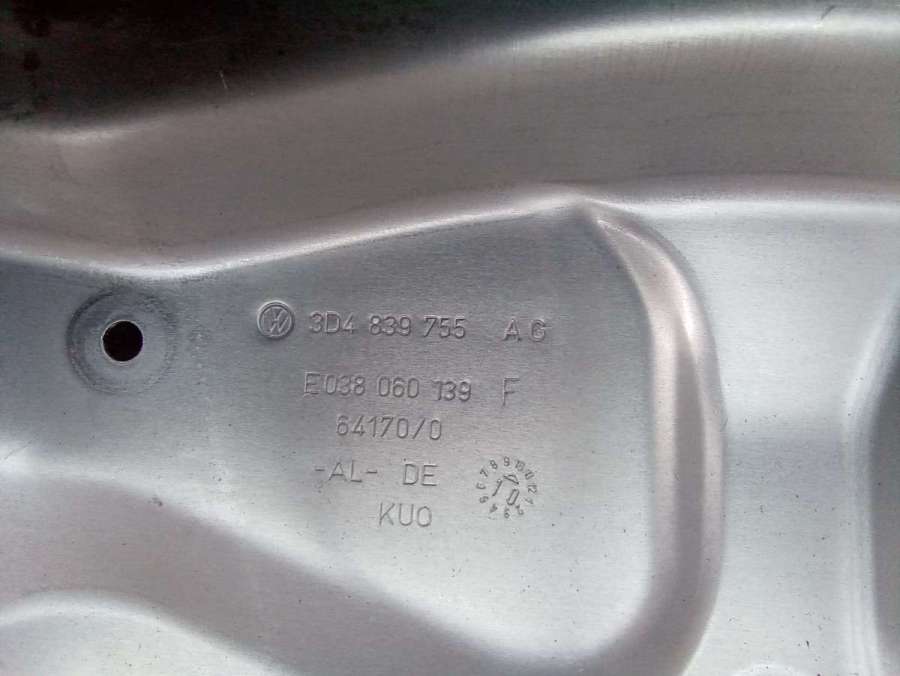 3D4 839 755 AG
E038 060 139 F
64170/0
-AL- DE
KUO